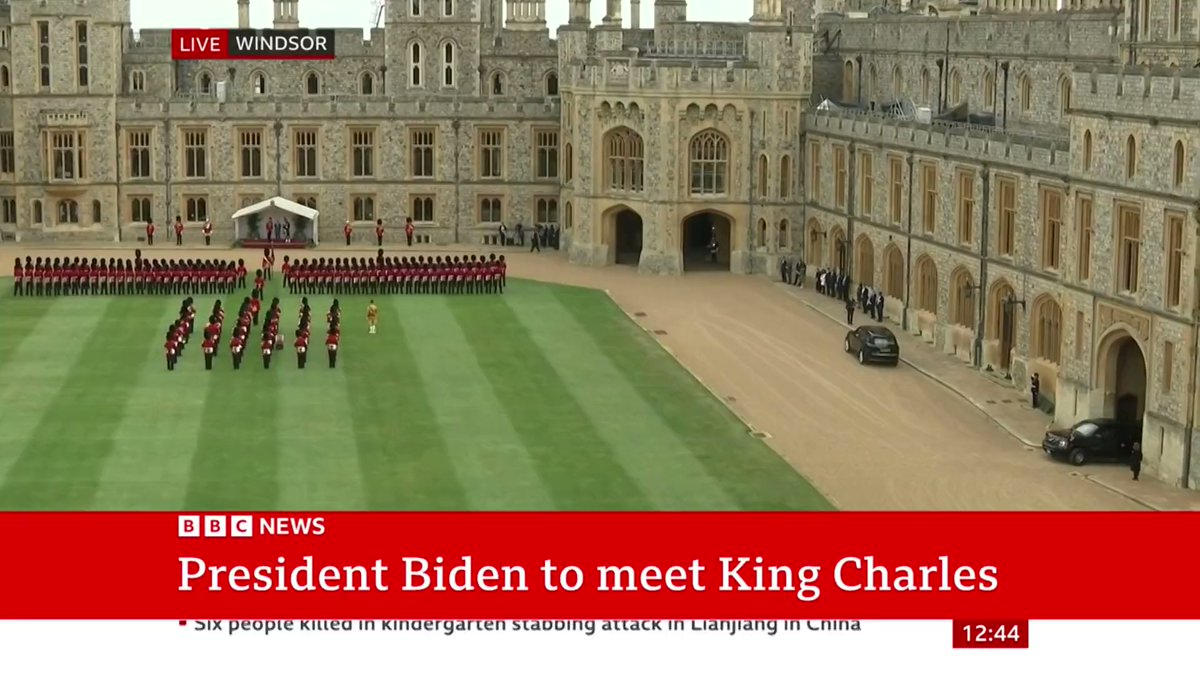 LIVE WINDSOR
BBC NEWS
President Biden to meet King Charles
Six people killed in kindergarten stabbing attack in Lianjiang in China
12:44